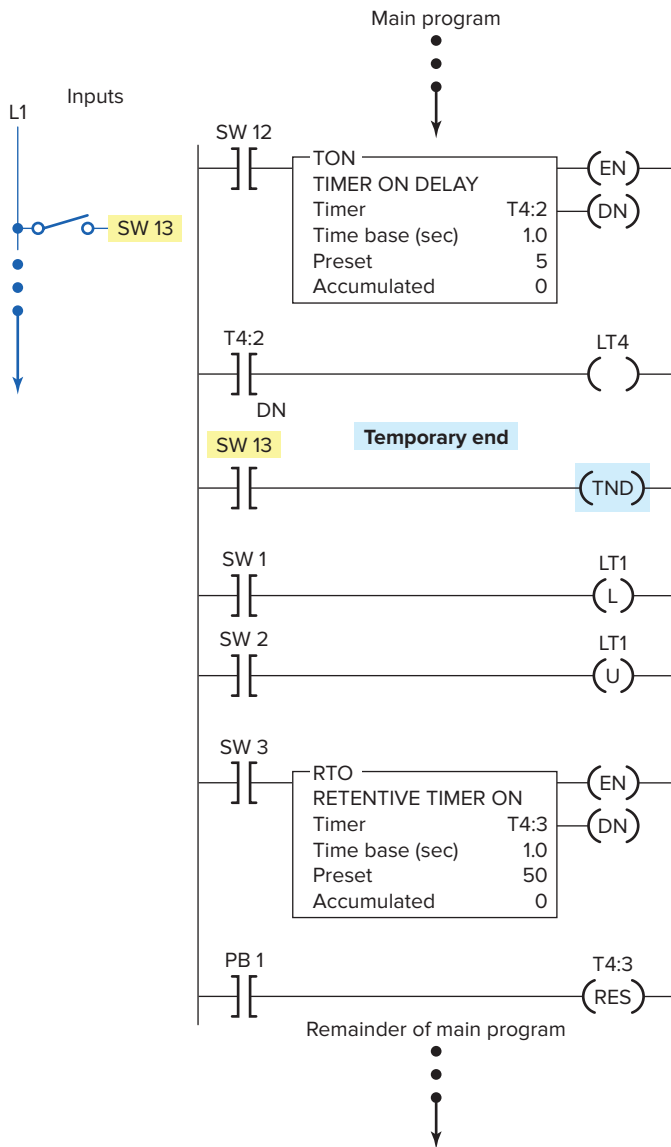 Main program
Inputs
L1
SW 13
SW 12
TON
TIMER ON DELAY
Timer T4:2
Time base (sec) 1.0
Preset 5
Accumulated 0
EN
DN
T4:2
DN
LT4
SW 13
Temporary end
TND
SW 1
LT1
L
SW 2
LT1
U
SW 3
RTO
RETENTIVE TIMER ON
Timer T4:3
Time base (sec) 1.0
Preset 50
Accumulated 0
EN
DN
PB 1
T4:3
RES
Remainder of main program